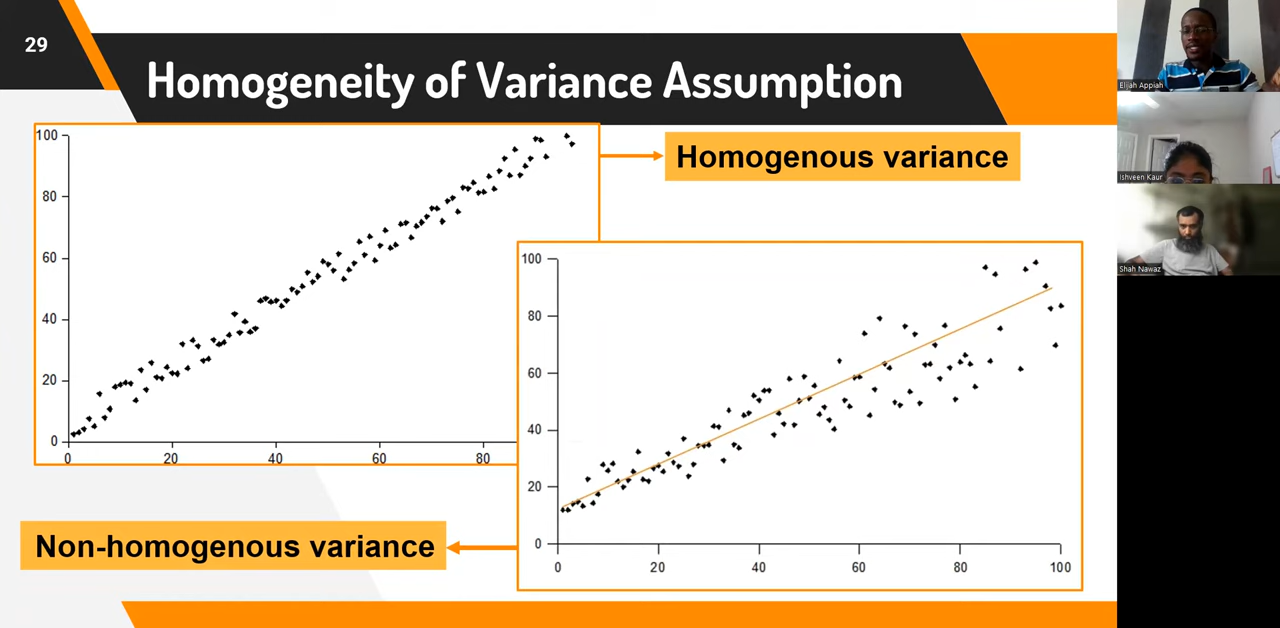 29
Homogeneity of Variance Assumption
Homogenous variance
100
80
60
40
20
0
0 20 40 60 80
100
80
60
40
20
0
0 20 40 60 80 100
Non-homogenous variance
Elijah Appiah
Ishveen Kaur
Shah Nawaz